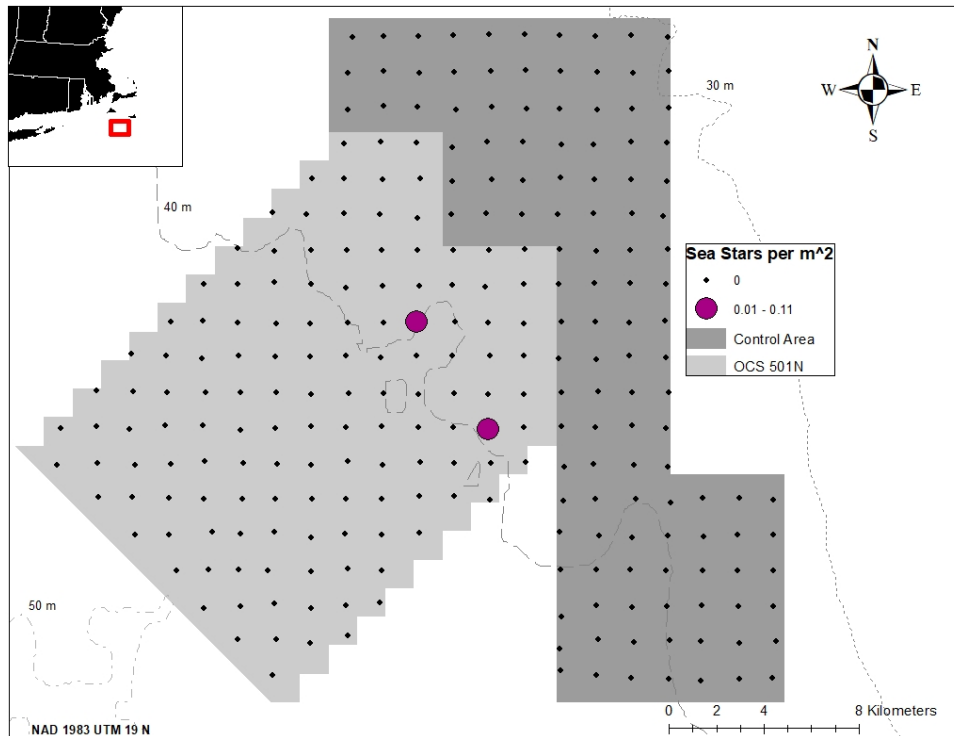 N
W E
S
30 m
40 m
Sea Stars per m^2
0
0.01 - 0.11
Control Area
OCS 501N
50 m
0 2 4 8 Kilometers
NAD 1983 UTM 19 N